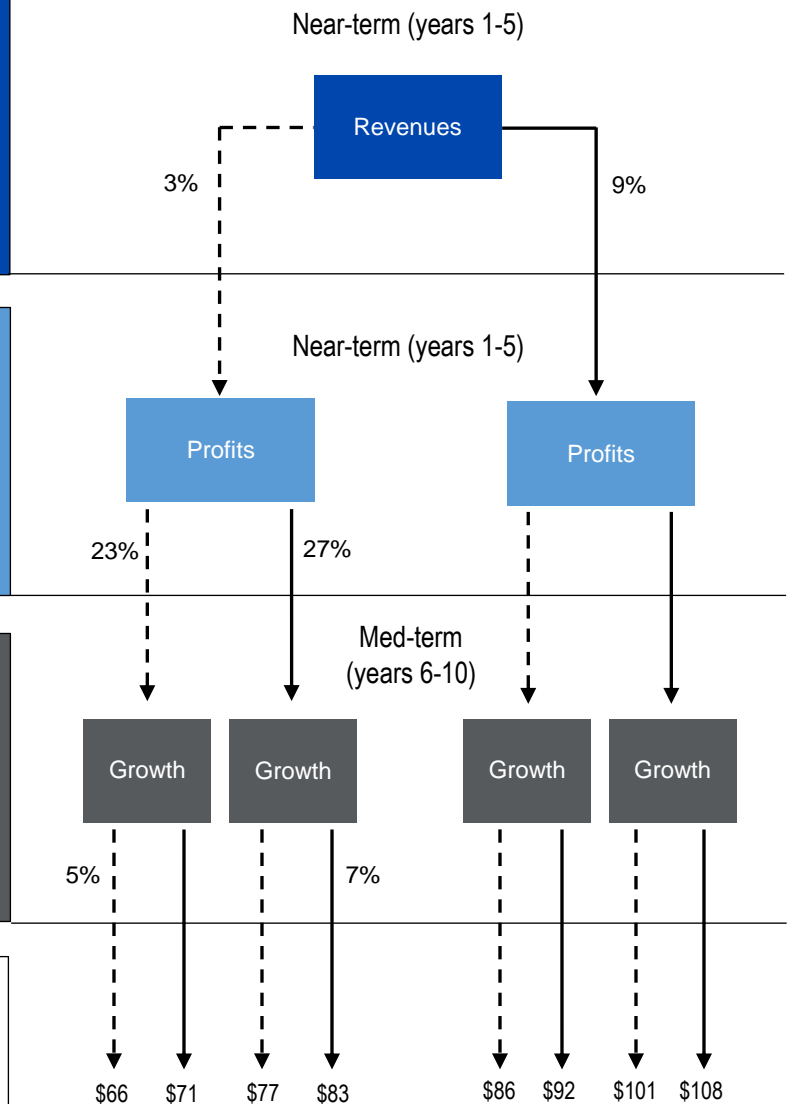 Near-term (years 1-5)
Revenues
3%
9%
Near-term (years 1-5)
Profits
Profits
23%
27%
Med-term
(years 6-10)
Growth
Growth
Growth
Growth
5%
7%
$66
$71
$77
$83
$86
$92
$101
$108